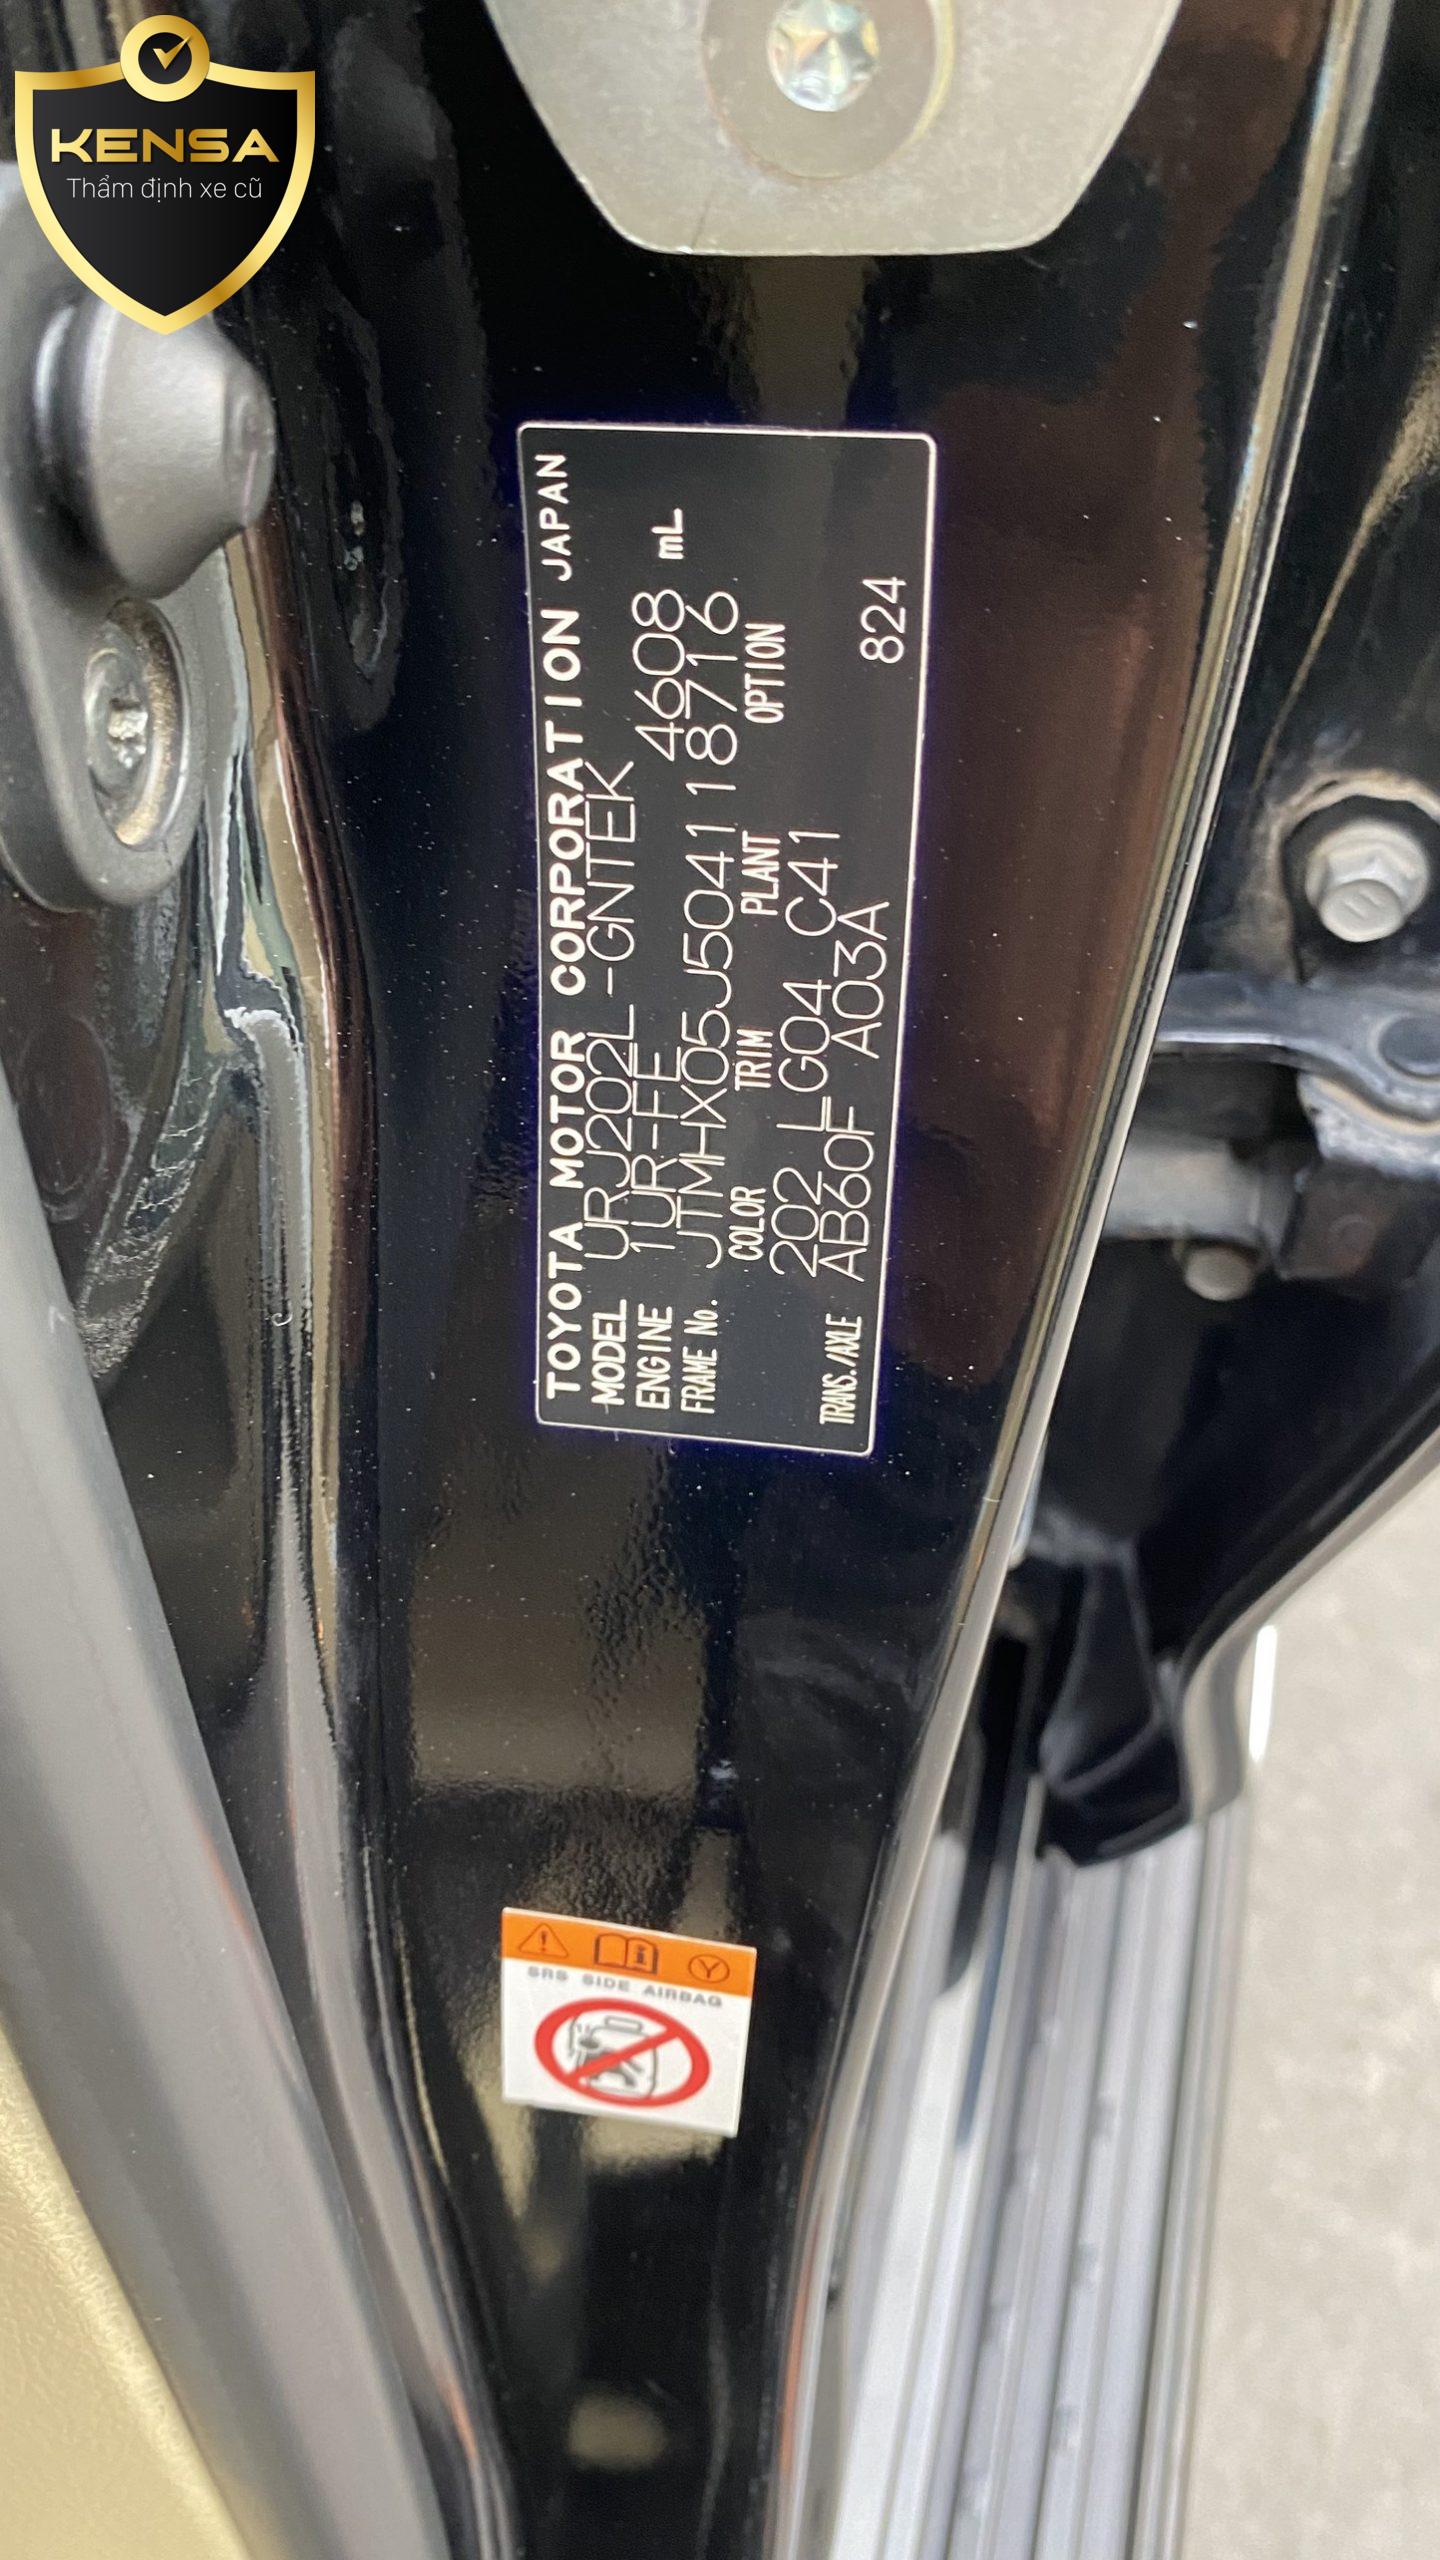 KENSA
Thẩm định xe cũ
TOYOTA MOTOR CORPORATION JAPAN
MODEL URJ202L-GNTEK
ENGINE 1UR-FE 4608 mL
FRAME No. JTMHX05J504118716
COLOR TRIM PLANT OPTION
202 LG04 C41
TRANS./AXLE AB60F A03A
824
SRS SIDE AIRBAG